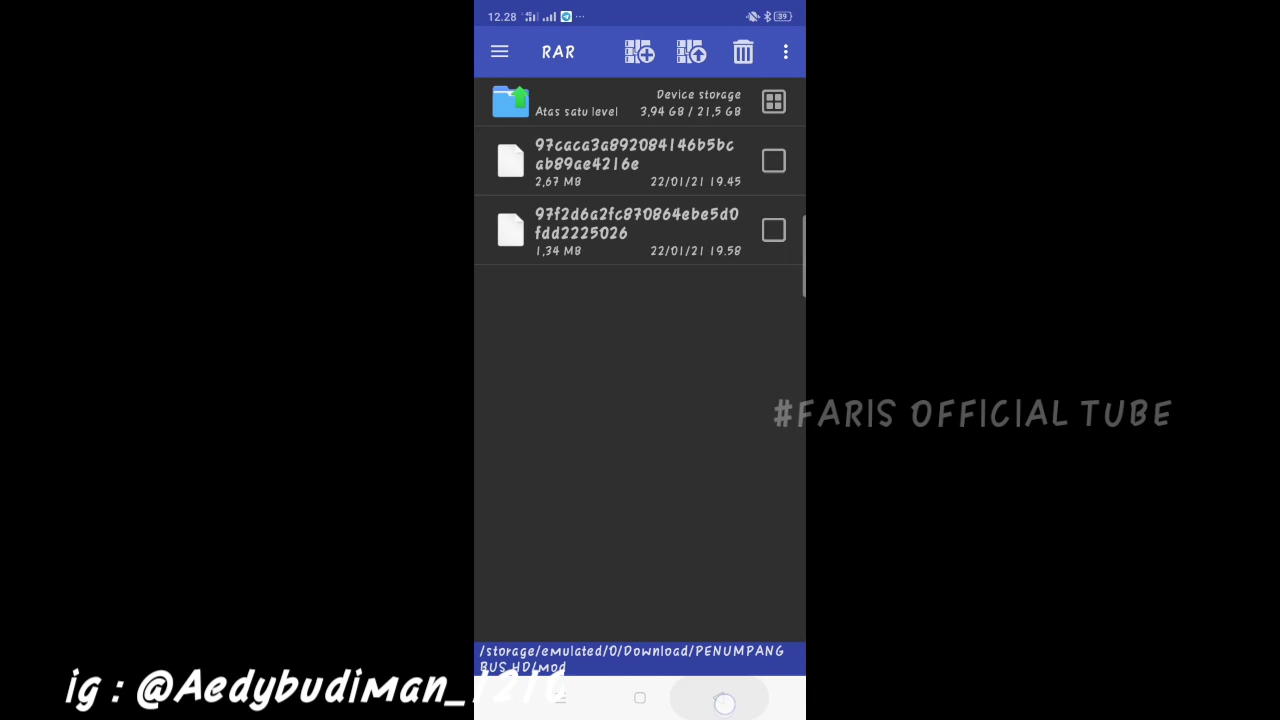 12.28
39
RAR
Device storage
Atas satu level 3,94 GB / 21,5 GB
97caca3a892084146b5bc
ab89ae4216e
2,67 MB 22/01/21 19.45
97f2d6a2fc870864ebe5d0
fdd2225026
1,34 MB 22/01/21 19.58
#FARIS OFFICIAL TUBE
/storage/emulated/0/Download/PENUMPANG
BUS HD/mod
ig : @AedybudiMan_1216